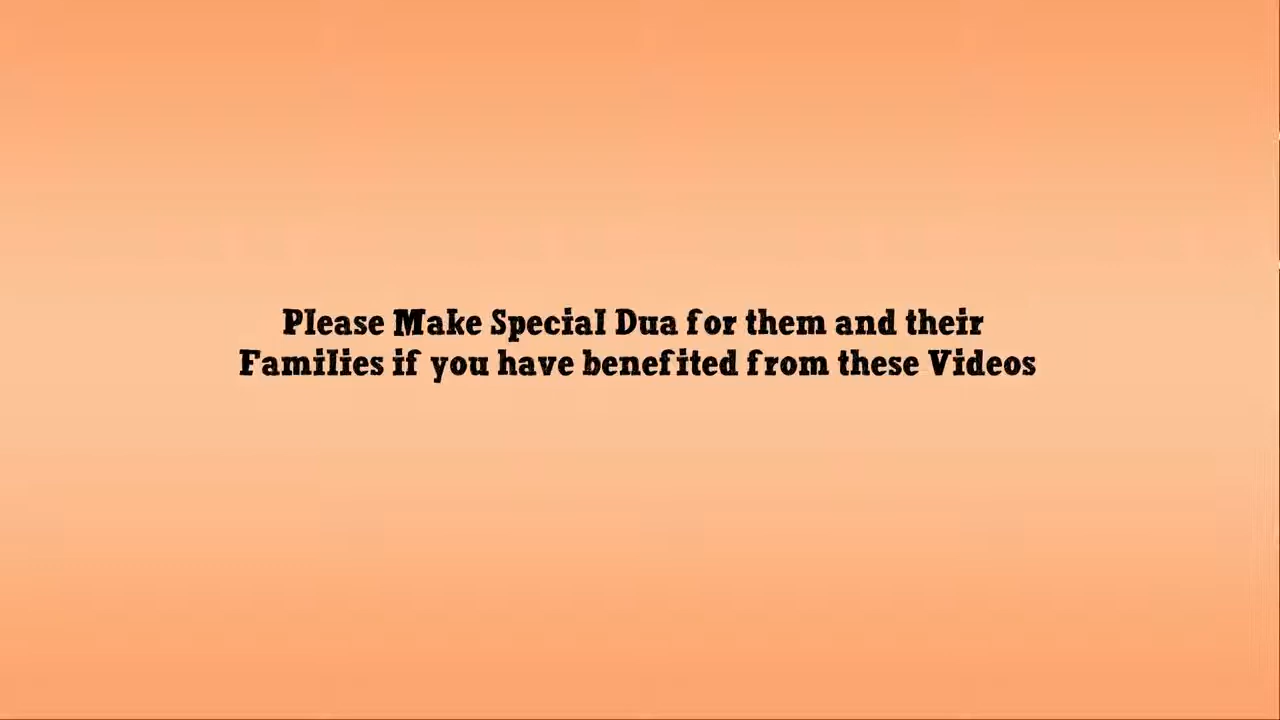 Please Make Special Dua for them and their
Families if you have benefited from these Videos